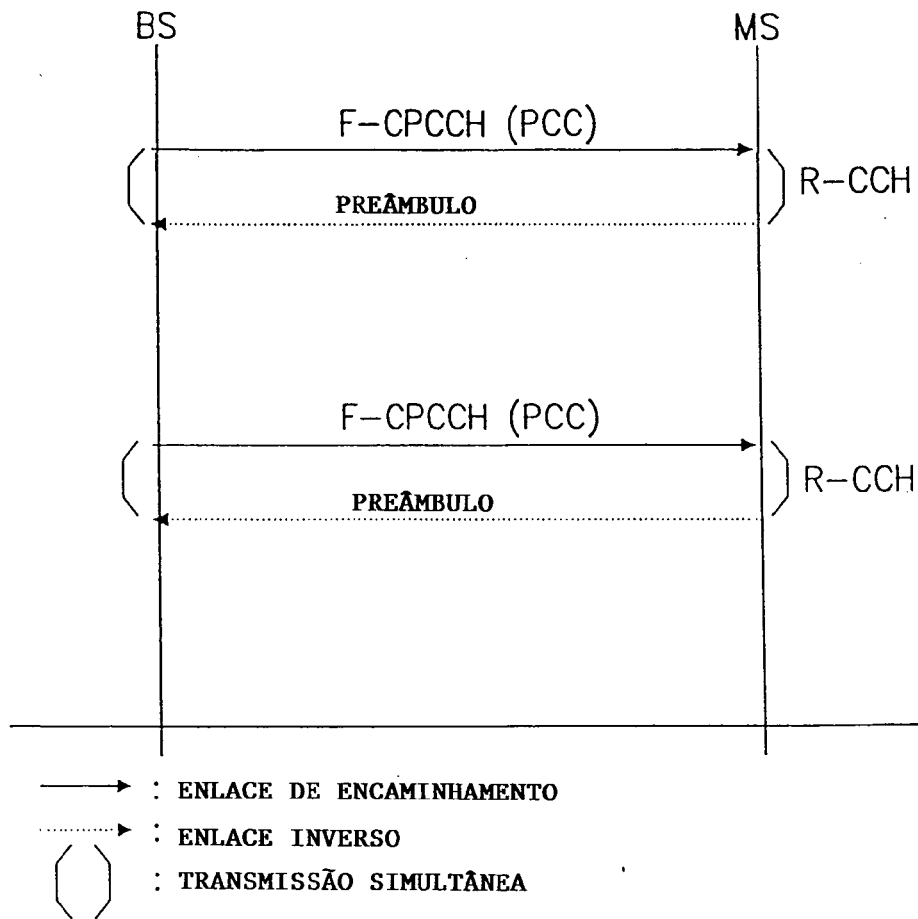 BS
MS
F-CPCCH (PCC)
PREÂMBULO
R-CCH
F-CPCCH (PCC)
PREÂMBULO
R-CCH
: ENLACE DE ENCAMINHAMENTO
: ENLACE INVERSO
: TRANSMISSÃO SIMULTÂNEA